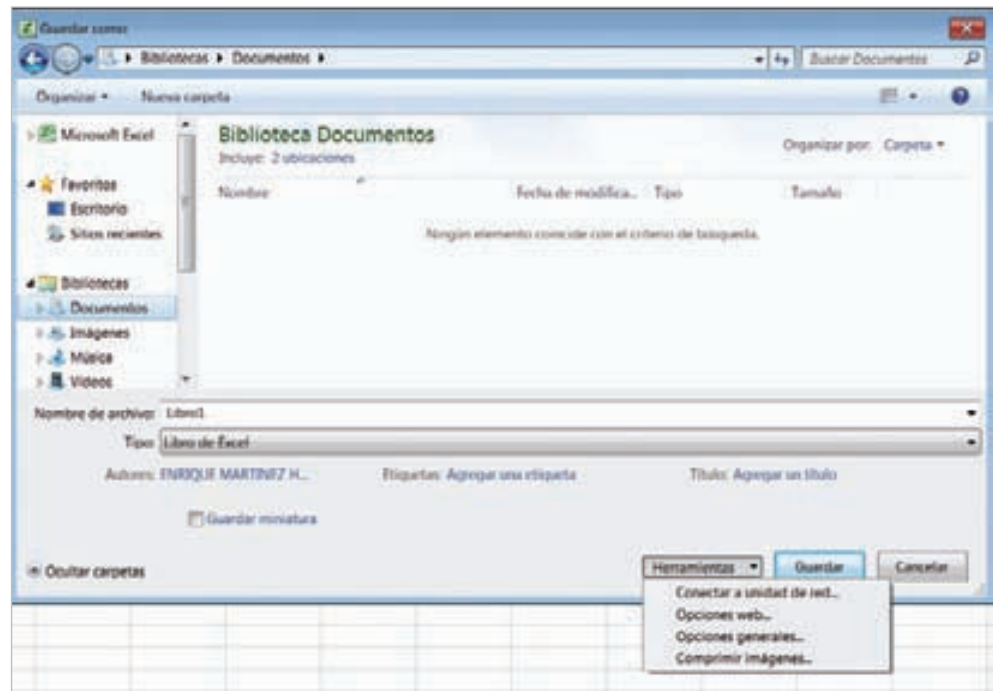 Guardar como
Bibliotecas Documentos Buscar Documentos
Organizar Nueva carpeta
Microsoft Excel
Favoritos
Escritorio
Sitios recientes
Bibliotecas
Documentos
Imágenes
Música
Vídeos
Biblioteca Documentos
Incluye: 2 ubicaciones
Organizar por: Carpeta
Nombre Fecha de modifica... Tipo Tamaño
Ningún elemento coincide con el criterio de búsqueda.
Nombre de archivo: Libro1
Tipo: Libro de Excel
Autores: ENRIQUE MARTINEZ H... Etiquetas: Agregar una etiqueta Título: Agregar un título
Guardar miniatura
Ocultar carpetas Herramientas Guardar Cancelar
Conectar a unidad de red...
Opciones web...
Opciones generales...
Comprimir imágenes...